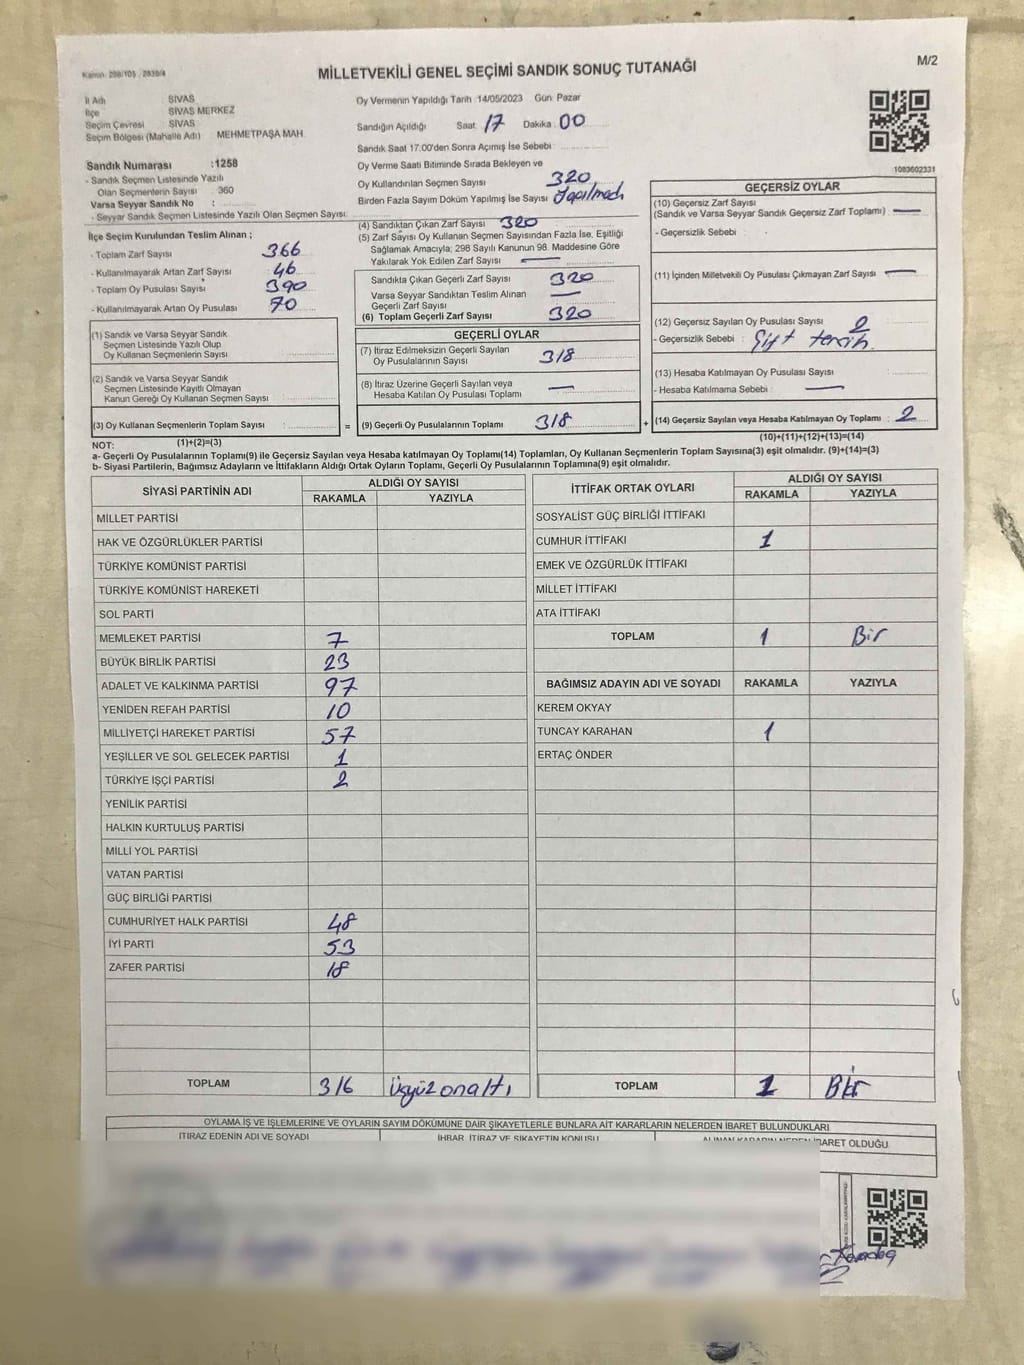 Kanun: 298/105 , 2839/4
MİLLETVEKİLİ GENEL SEÇİMİ SANDIK SONUÇ TUTANAĞI
M/2
İl Adı SİVAS
İlçe SİVAS MERKEZ
Seçim Çevresi SİVAS
Seçim Bölgesi (Mahalle Adı) MEHMETPAŞA MAH.
Sandık Numarası :1258
- Sandık Seçmen Listesinde Yazılı
Olan Seçmenlerin Sayısı : 360
Varsa Seyyar Sandık No :
- Seyyar Sandık Seçmen Listesinde Yazılı Olan Seçmen Sayısı:
İlçe Seçim Kurulundan Teslim Alınan ;
- Toplam Zarf Sayısı 366
- Kullanılmayarak Artan Zarf Sayısı 46
- Toplam Oy Pusulası Sayısı 390
- Kullanılmayarak Artan Oy Pusulası 70
(1) Sandık ve Varsa Seyyar Sandık
Seçmen Listesinde Yazılı Olup
Oy Kullanan Seçmenlerin Sayısı :
(2) Sandık ve Varsa Seyyar Sandık
Seçmen Listesinde Kayıtlı Olmayan
Kanun Gereği Oy Kullanan Seçmen Sayısı :
(3) Oy Kullanan Seçmenlerin Toplam Sayısı :
Oy Vermenin Yapıldığı Tarih :14/05/2023 Gün: Pazar
Sandığın Açıldığı Saat: 17 Dakika: 00
Sandık Saat 17:00'den Sonra Açımış İse Sebebi :
Oy Verme Saati Bitiminde Sırada Bekleyen ve
Oy Kullandırılan Seçmen Sayısı 320
Birden Fazla Sayım Döküm Yapılmış İse Sayısı : Yapılmadı
(4) Sandıktan Çıkan Zarf Sayısı 320
(5) Zarf Sayısı Oy Kullanan Seçmen Sayısından Fazla İse, Eşitliği
Sağlamak Amacıyla; 298 Sayılı Kanunun 98. Maddesine Göre
Yakılarak Yok Edilen Zarf Sayısı : —
Sandıkta Çıkan Geçerli Zarf Sayısı : 320
Varsa Seyyar Sandıktan Teslim Alınan
Geçerli Zarf Sayısı : —
(6) Toplam Geçerli Zarf Sayısı : 320
GEÇERLİ OYLAR
(7) İtiraz Edilmeksizin Geçerli Sayılan
Oy Pusulalarının Sayısı : 318
(8) İtiraz Üzerine Geçerli Sayılan veya
Hesaba Katılan Oy Pusulası Toplamı : —
= (9) Geçerli Oy Pusulalarının Toplamı : 318 +
1083602331
GEÇERSİZ OYLAR
(10) Geçersiz Zarf Sayısı
(Sandık ve Varsa Seyyar Sandık Geçersiz Zarf Toplamı) : —
- Geçersizlik Sebebi :
(11) İçinden Milletvekili Oy Pusulası Çıkmayan Zarf Sayısı : —
(12) Geçersiz Sayılan Oy Pusulası Sayısı : 2
- Geçersizlik Sebebi : Çift tercih.
(13) Hesaba Katılmayan Oy Pusulası Sayısı :
- Hesaba Katılmama Sebebi : —
(14) Geçersiz Sayılan veya Hesaba Katılmayan Oy Toplamı : 2
NOT: (1)+(2)=(3) (10)+(11)+(12)+(13)=(14)
a- Geçerli Oy Pusulalarının Toplamı(9) ile Geçersiz Sayılan veya Hesaba katılmayan Oy Toplamı(14) Toplamları, Oy Kullanan Seçmenlerin Toplam Sayısına(3) eşit olmalıdır. (9)+(14)=(3)
b- Siyasi Partilerin, Bağımsız Adayların ve İttifakların Aldığı Ortak Oyların Toplamı, Geçerli Oy Pusulalarının Toplamına(9) eşit olmalıdır.
SİYASİ PARTİNİN ADI ALDIĞI OY SAYISI
RAKAMLA YAZIYLA
MİLLET PARTİSİ
HAK VE ÖZGÜRLÜKLER PARTİSİ
TÜRKİYE KOMÜNİST PARTİSİ
TÜRKİYE KOMÜNİST HAREKETİ
SOL PARTİ
MEMLEKET PARTİSİ 7
BÜYÜK BİRLİK PARTİSİ 23
ADALET VE KALKINMA PARTİSİ 97
YENİDEN REFAH PARTİSİ 10
MİLLİYETÇİ HAREKET PARTİSİ 57
YEŞİLLER VE SOL GELECEK PARTİSİ 1
TÜRKİYE İŞÇİ PARTİSİ 2
YENİLİK PARTİSİ
HALKIN KURTULUŞ PARTİSİ
MİLLİ YOL PARTİSİ
VATAN PARTİSİ
GÜÇ BİRLİĞİ PARTİSİ
CUMHURİYET HALK PARTİSİ 48
İYİ PARTİ 53
ZAFER PARTİSİ 18
TOPLAM 316 Üçyüzonaltı
İTTİFAK ORTAK OYLARI ALDIĞI OY SAYISI
RAKAMLA YAZIYLA
SOSYALİST GÜÇ BİRLİĞİ İTTİFAKI
CUMHUR İTTİFAKI 1
EMEK VE ÖZGÜRLÜK İTTİFAKI
MİLLET İTTİFAKI
ATA İTTİFAKI
TOPLAM 1 Bir
BAĞIMSIZ ADAYIN ADI VE SOYADI RAKAMLA YAZIYLA
KEREM OKYAY
TUNCAY KARAHAN 1
ERTAÇ ÖNDER
TOPLAM 1 Bir
OYLAMA İŞ VE İŞLEMLERİNE VE OYLARIN SAYIM DÖKÜMÜNE DAİR ŞİKAYETLERLE BUNLARA AİT KARARLARIN NELERDEN İBARET BULUNDUKLARI
İTİRAZ EDENİN ADI VE SOYADI İHBAR, İTİRAZ VE ŞİKAYETİN KONUSU ALINAN KARARIN NEDEN İBARET OLDUĞU